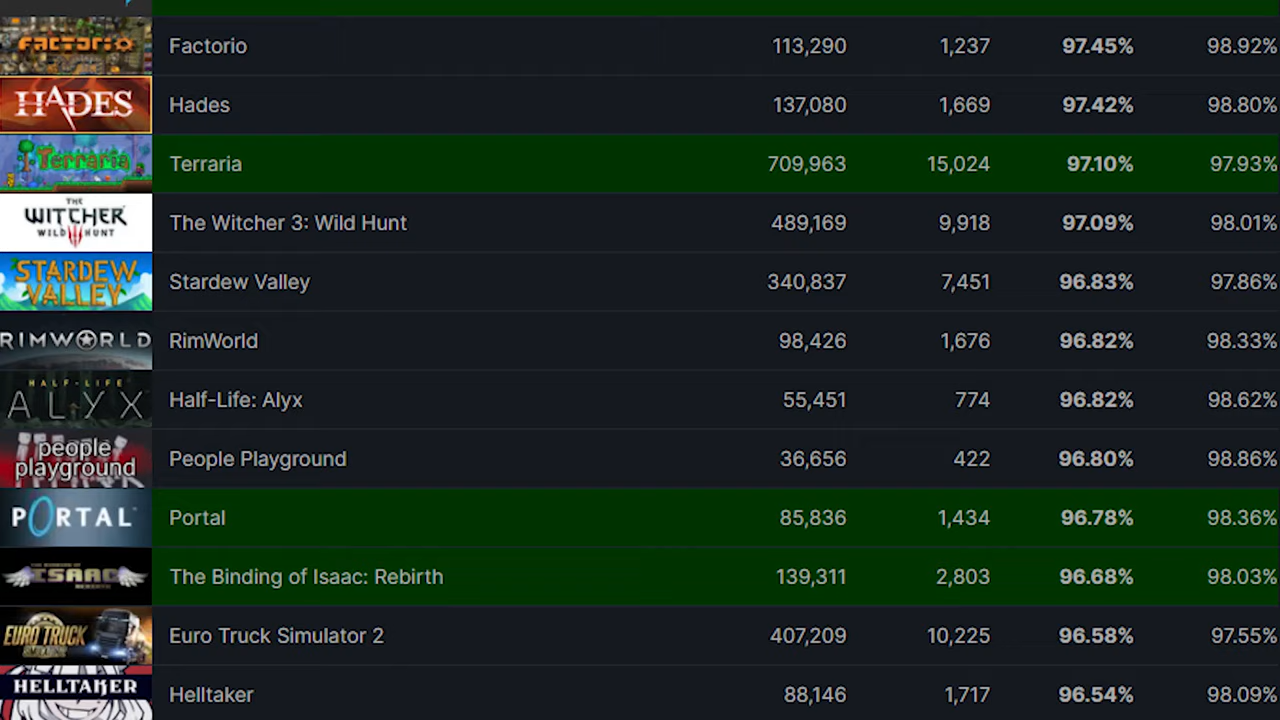 FACTORIO Factorio 113,290 1,237 97.45% 98.92%
HADES Hades 137,080 1,669 97.42% 98.80%
Terraria Terraria 709,963 15,024 97.10% 97.93%
THE
WITCHER
WILD HUNT The Witcher 3: Wild Hunt 489,169 9,918 97.09% 98.01%
STARDEW
VALLEY Stardew Valley 340,837 7,451 96.83% 97.86%
RIMWORLD RimWorld 98,426 1,676 96.82% 98.33%
HALF-LIFE
ALYX Half-Life: Alyx 55,451 774 96.82% 98.62%
people
playground People Playground 36,656 422 96.80% 98.86%
PORTAL Portal 85,836 1,434 96.78% 98.36%
THE BINDING OF
ISAAC
REBIRTH The Binding of Isaac: Rebirth 139,311 2,803 96.68% 98.03%
EURO TRUCK
SIMULATOR Euro Truck Simulator 2 407,209 10,225 96.58% 97.55%
HELLTAKER Helltaker 88,146 1,717 96.54% 98.09%